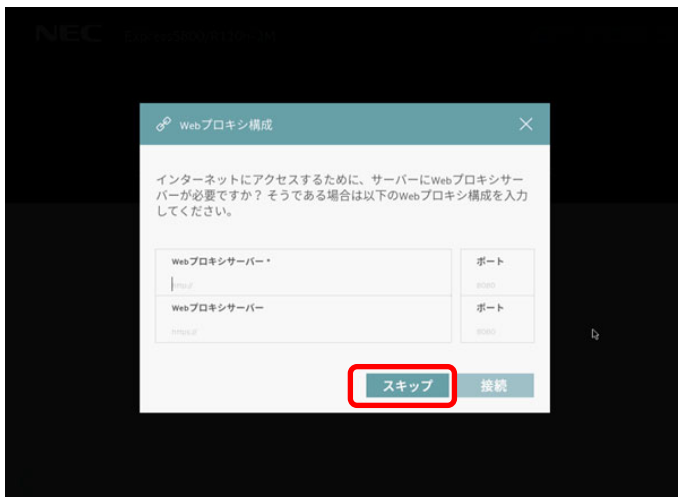 NEC
Webプロキシ構成
インターネットにアクセスするために、サーバーにWebプロキシサー
バーが必要ですか？ そうである場合は以下のWebプロキシ構成を入力
してください。
Webプロキシサーバー * ポート
http:// 8080
Webプロキシサーバー ポート
https:// 8080
スキップ 接続